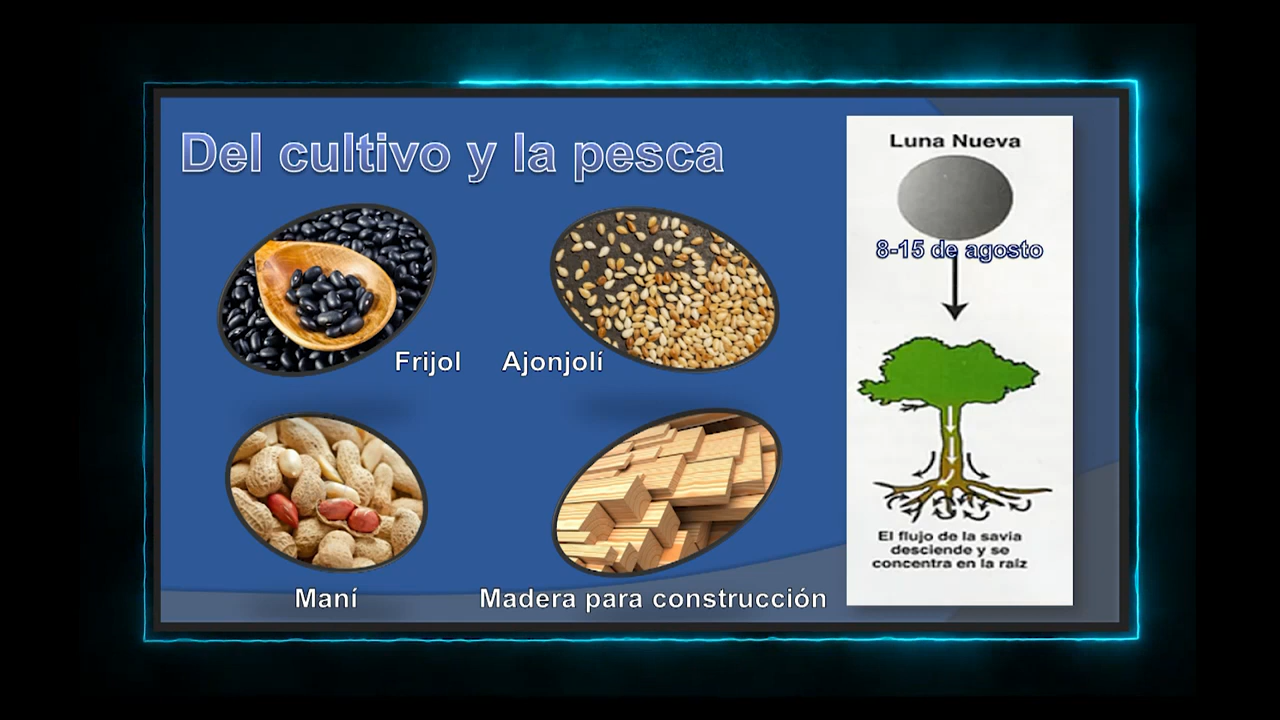 Del cultivo y la pesca
Frijol
Ajonjolí
Maní
Madera para construcción
Luna Nueva
8-15 de agosto
El flujo de la savia
desciende y se
concentra en la raiz